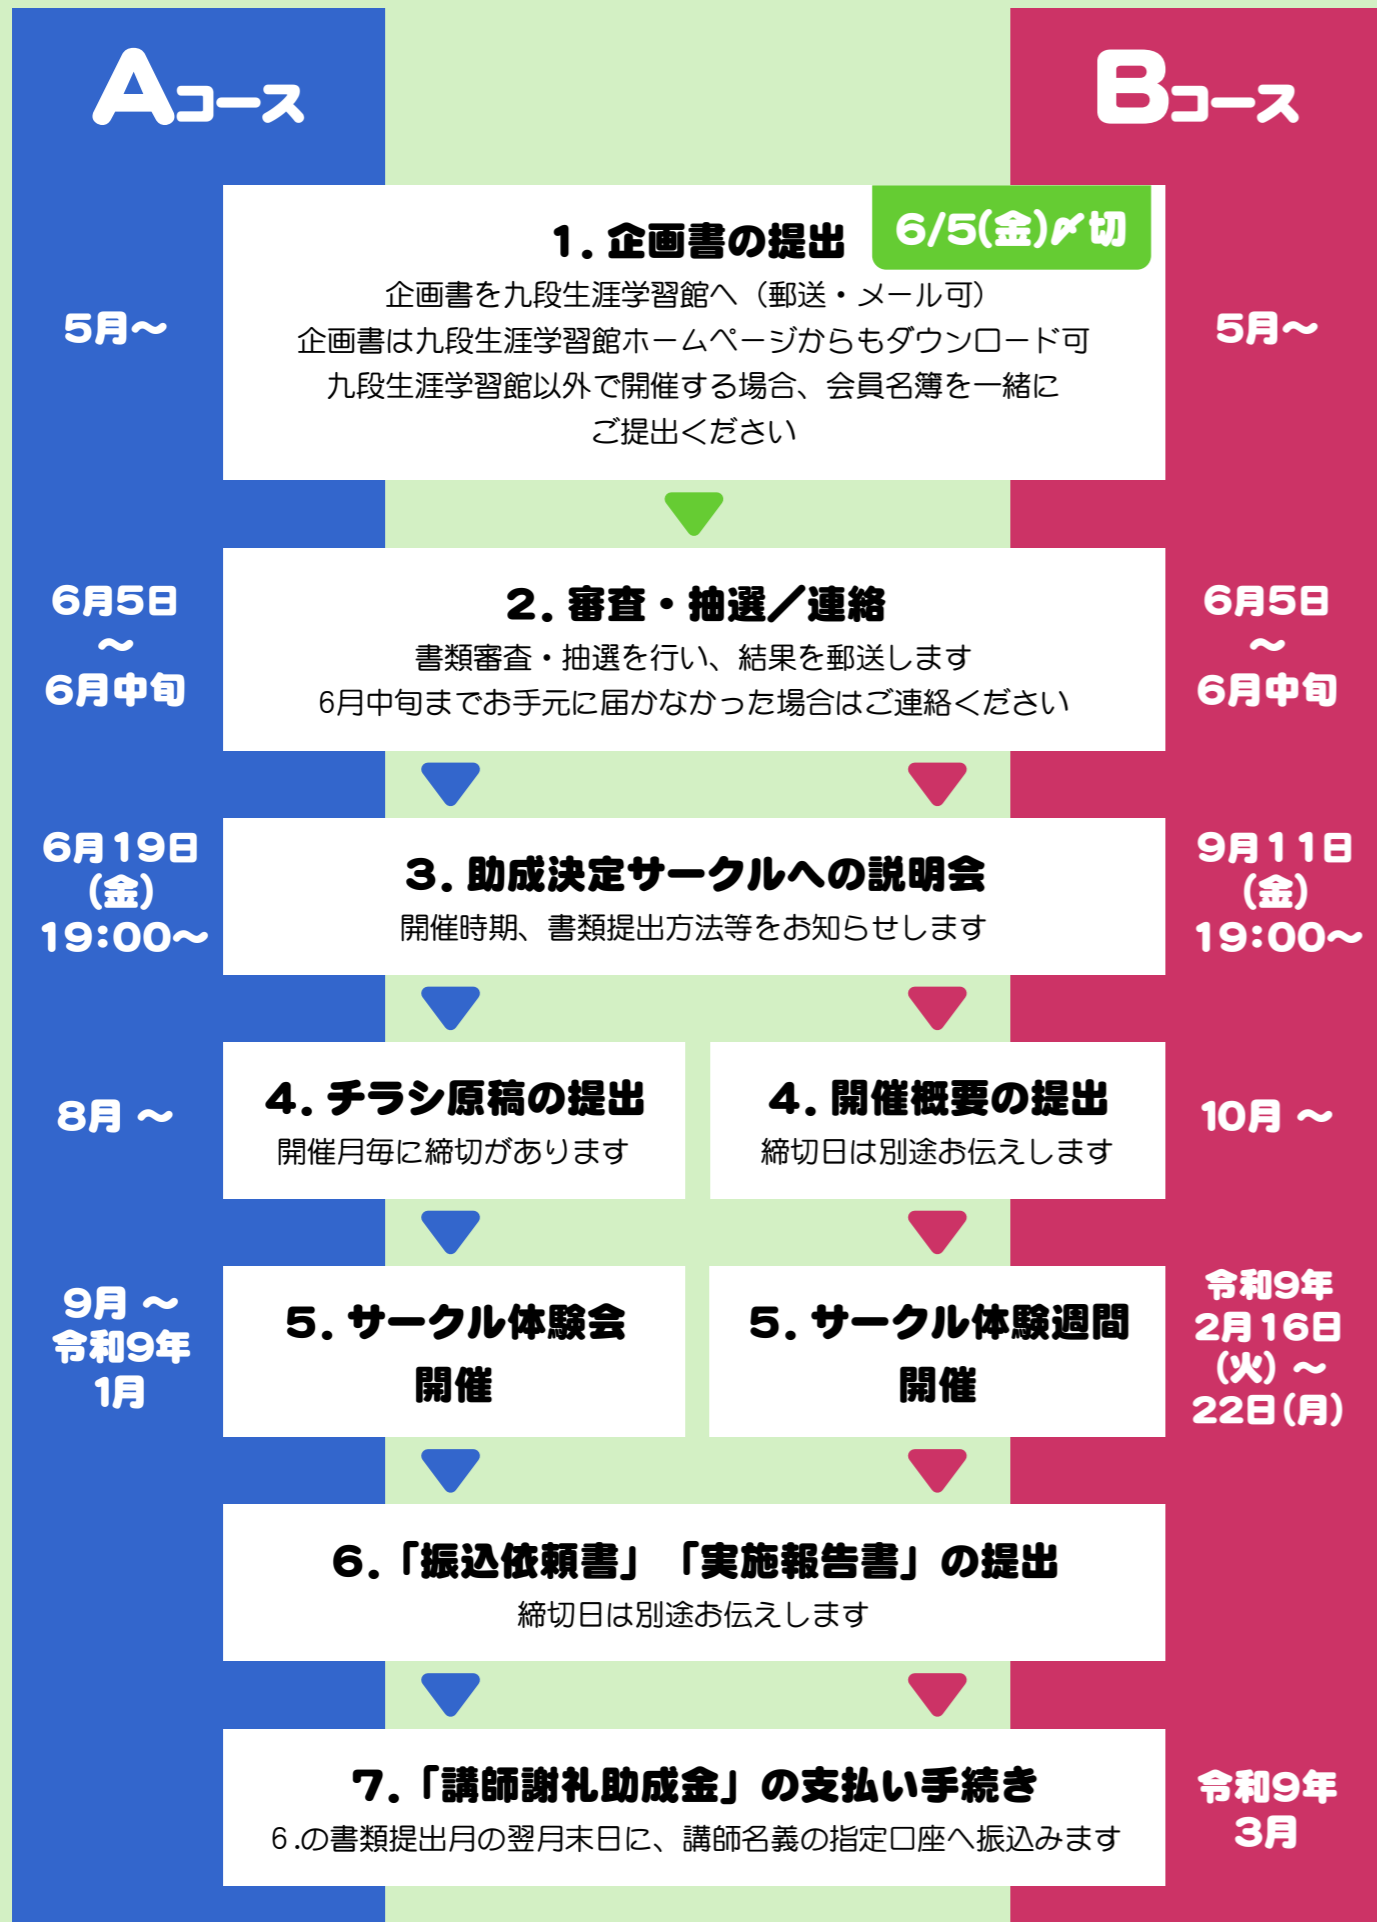 Aコース
Bコース
1. 企画書の提出
6/5(金)〆切
5月〜
企画書を九段生涯学習館へ（郵送・メール可）
企画書は九段生涯学習館ホームページからもダウンロード可
九段生涯学習館以外で開催する場合、会員名簿を一緒に
ご提出ください
5月〜
6月5日
〜
6月中旬
2. 審査・抽選／連絡
書類審査・抽選を行い、結果を郵送します
6月中旬までお手元に届かなかった場合はご連絡ください
6月5日
〜
6月中旬
6月19日
(金)
19:00〜
3. 助成決定サークルへの説明会
開催時期、書類提出方法等をお知らせします
9月11日
(金)
19:00〜
8月 〜
4. チラシ原稿の提出
開催月毎に締切があります
4. 開催概要の提出
締切日は別途お伝えします
10月 〜
9月 〜
令和9年
1月
5. サークル体験会
開催
5. サークル体験週間
開催
令和9年
2月16日
(火) 〜
22日(月)
6.「振込依頼書」「実施報告書」の提出
締切日は別途お伝えします
7.「講師謝礼助成金」の支払い手続き
６.の書類提出月の翌月末日に、講師名義の指定口座へ振込みます
令和9年
3月